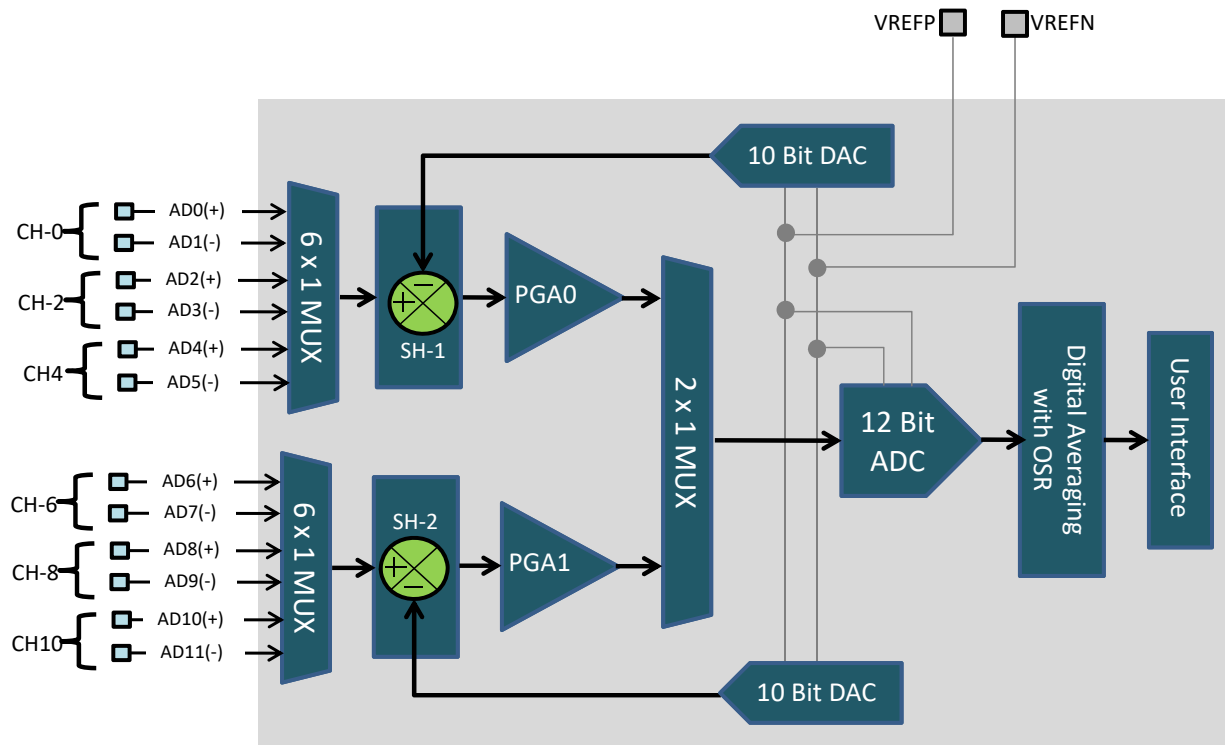 VREFP
VREFN
10 Bit DAC
CH-0
AD0(+)
AD1(-)
CH-2
AD2(+)
AD3(-)
CH4
AD4(+)
AD5(-)
6 x 1 MUX
+
−
SH-1
PGA0
CH-6
AD6(+)
AD7(-)
CH-8
AD8(+)
AD9(-)
CH10
AD10(+)
AD11(-)
6 x 1 MUX
SH-2
+
−
PGA1
2 x 1 MUX
12 Bit
ADC
Digital Averaging
with OSR
User Interface
10 Bit DAC